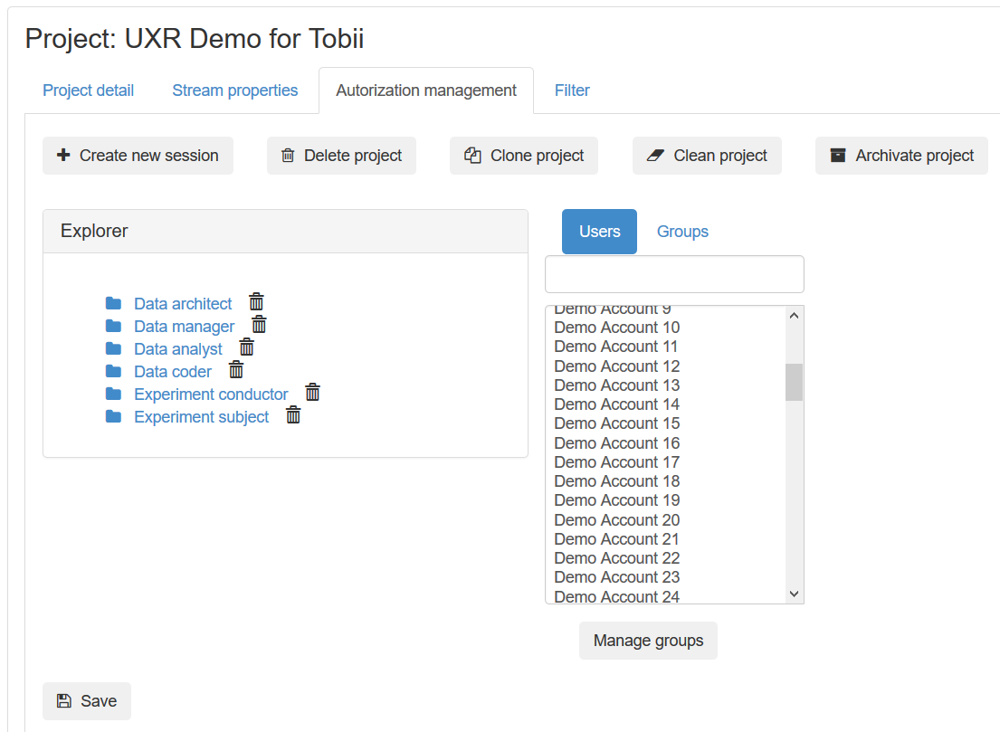 Project: UXR Demo for Tobii
Project detail Stream properties Autorization management Filter
Create new session Delete project Clone project Clean project Archivate project
Explorer
Data architect
Data manager
Data analyst
Data coder
Experiment conductor
Experiment subject
Users Groups
Demo Account 9
Demo Account 10
Demo Account 11
Demo Account 12
Demo Account 13
Demo Account 14
Demo Account 15
Demo Account 16
Demo Account 17
Demo Account 18
Demo Account 19
Demo Account 20
Demo Account 21
Demo Account 22
Demo Account 23
Demo Account 24
Manage groups
Save